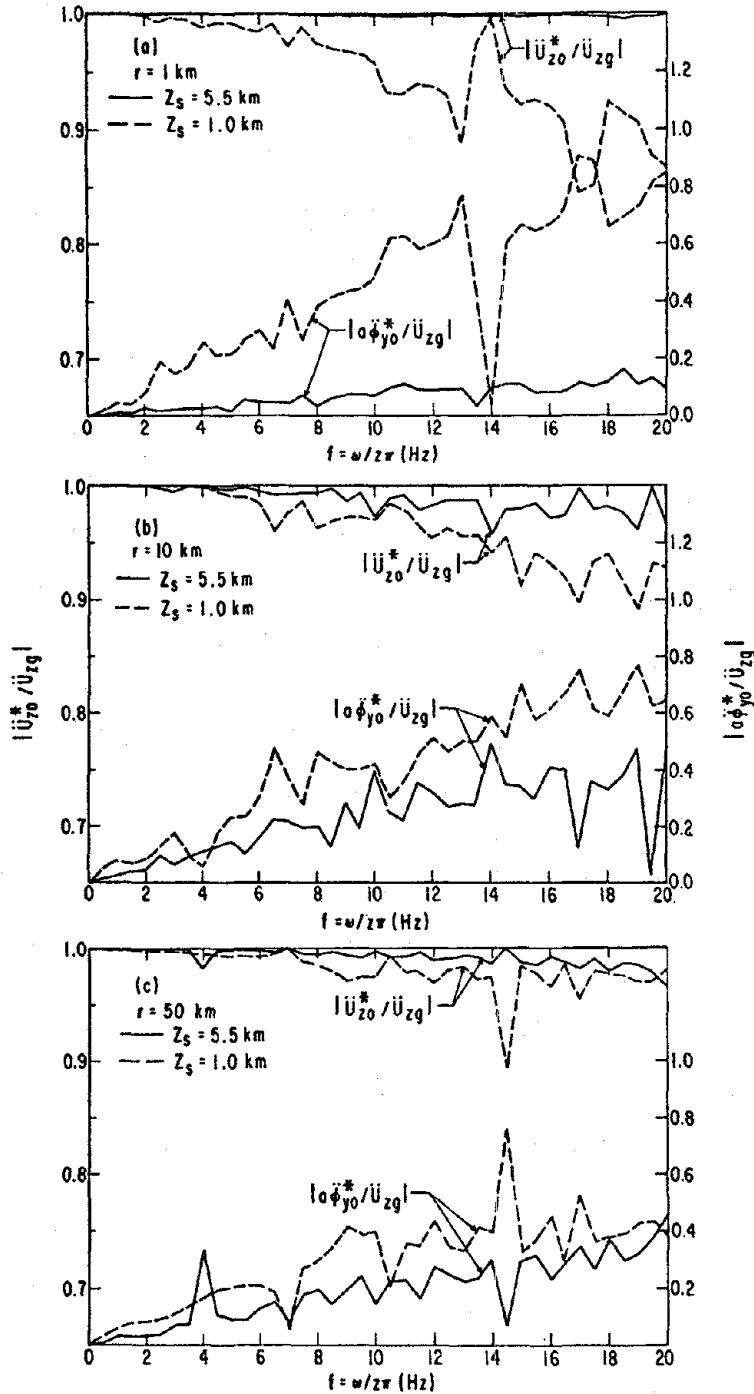 1.0
0.9
0.8
0.7
(a)
r = 1 km
Zs = 5.5 km
Zs = 1.0 km
|Ü*zo/Üzg|
|aφ̈*yo/Üzg|
1.2
1.0
0.8
0.6
0.4
0.2
0.0
0 2 4 6 8 10 12 14 16 18 20
f = ω/zπ (Hz)
1.0
0.9
0.8
0.7
(b)
r = 10 km
Zs = 5.5 km
Zs = 1.0 km
|Ü*zo/Üzg|
|aφ̈*yo/Üzg|
1.2
1.0
0.8
0.6
0.4
0.2
0.0
0 2 4 6 8 10 12 14 16 18 20
f = ω/zπ (Hz)
|Ü*zo/Üzg|
|aφ̈*yo/Üzg|
1.0
0.9
0.8
0.7
(c)
r = 50 km
Zs = 5.5 km
Zs = 1.0 km
|Ü*zo/Üzg|
|aφ̈*yo/Üzg|
1.0
0.8
0.6
0.4
0.2
0 2 4 6 8 10 12 14 16 18 20
f = ω/zπ (Hz)